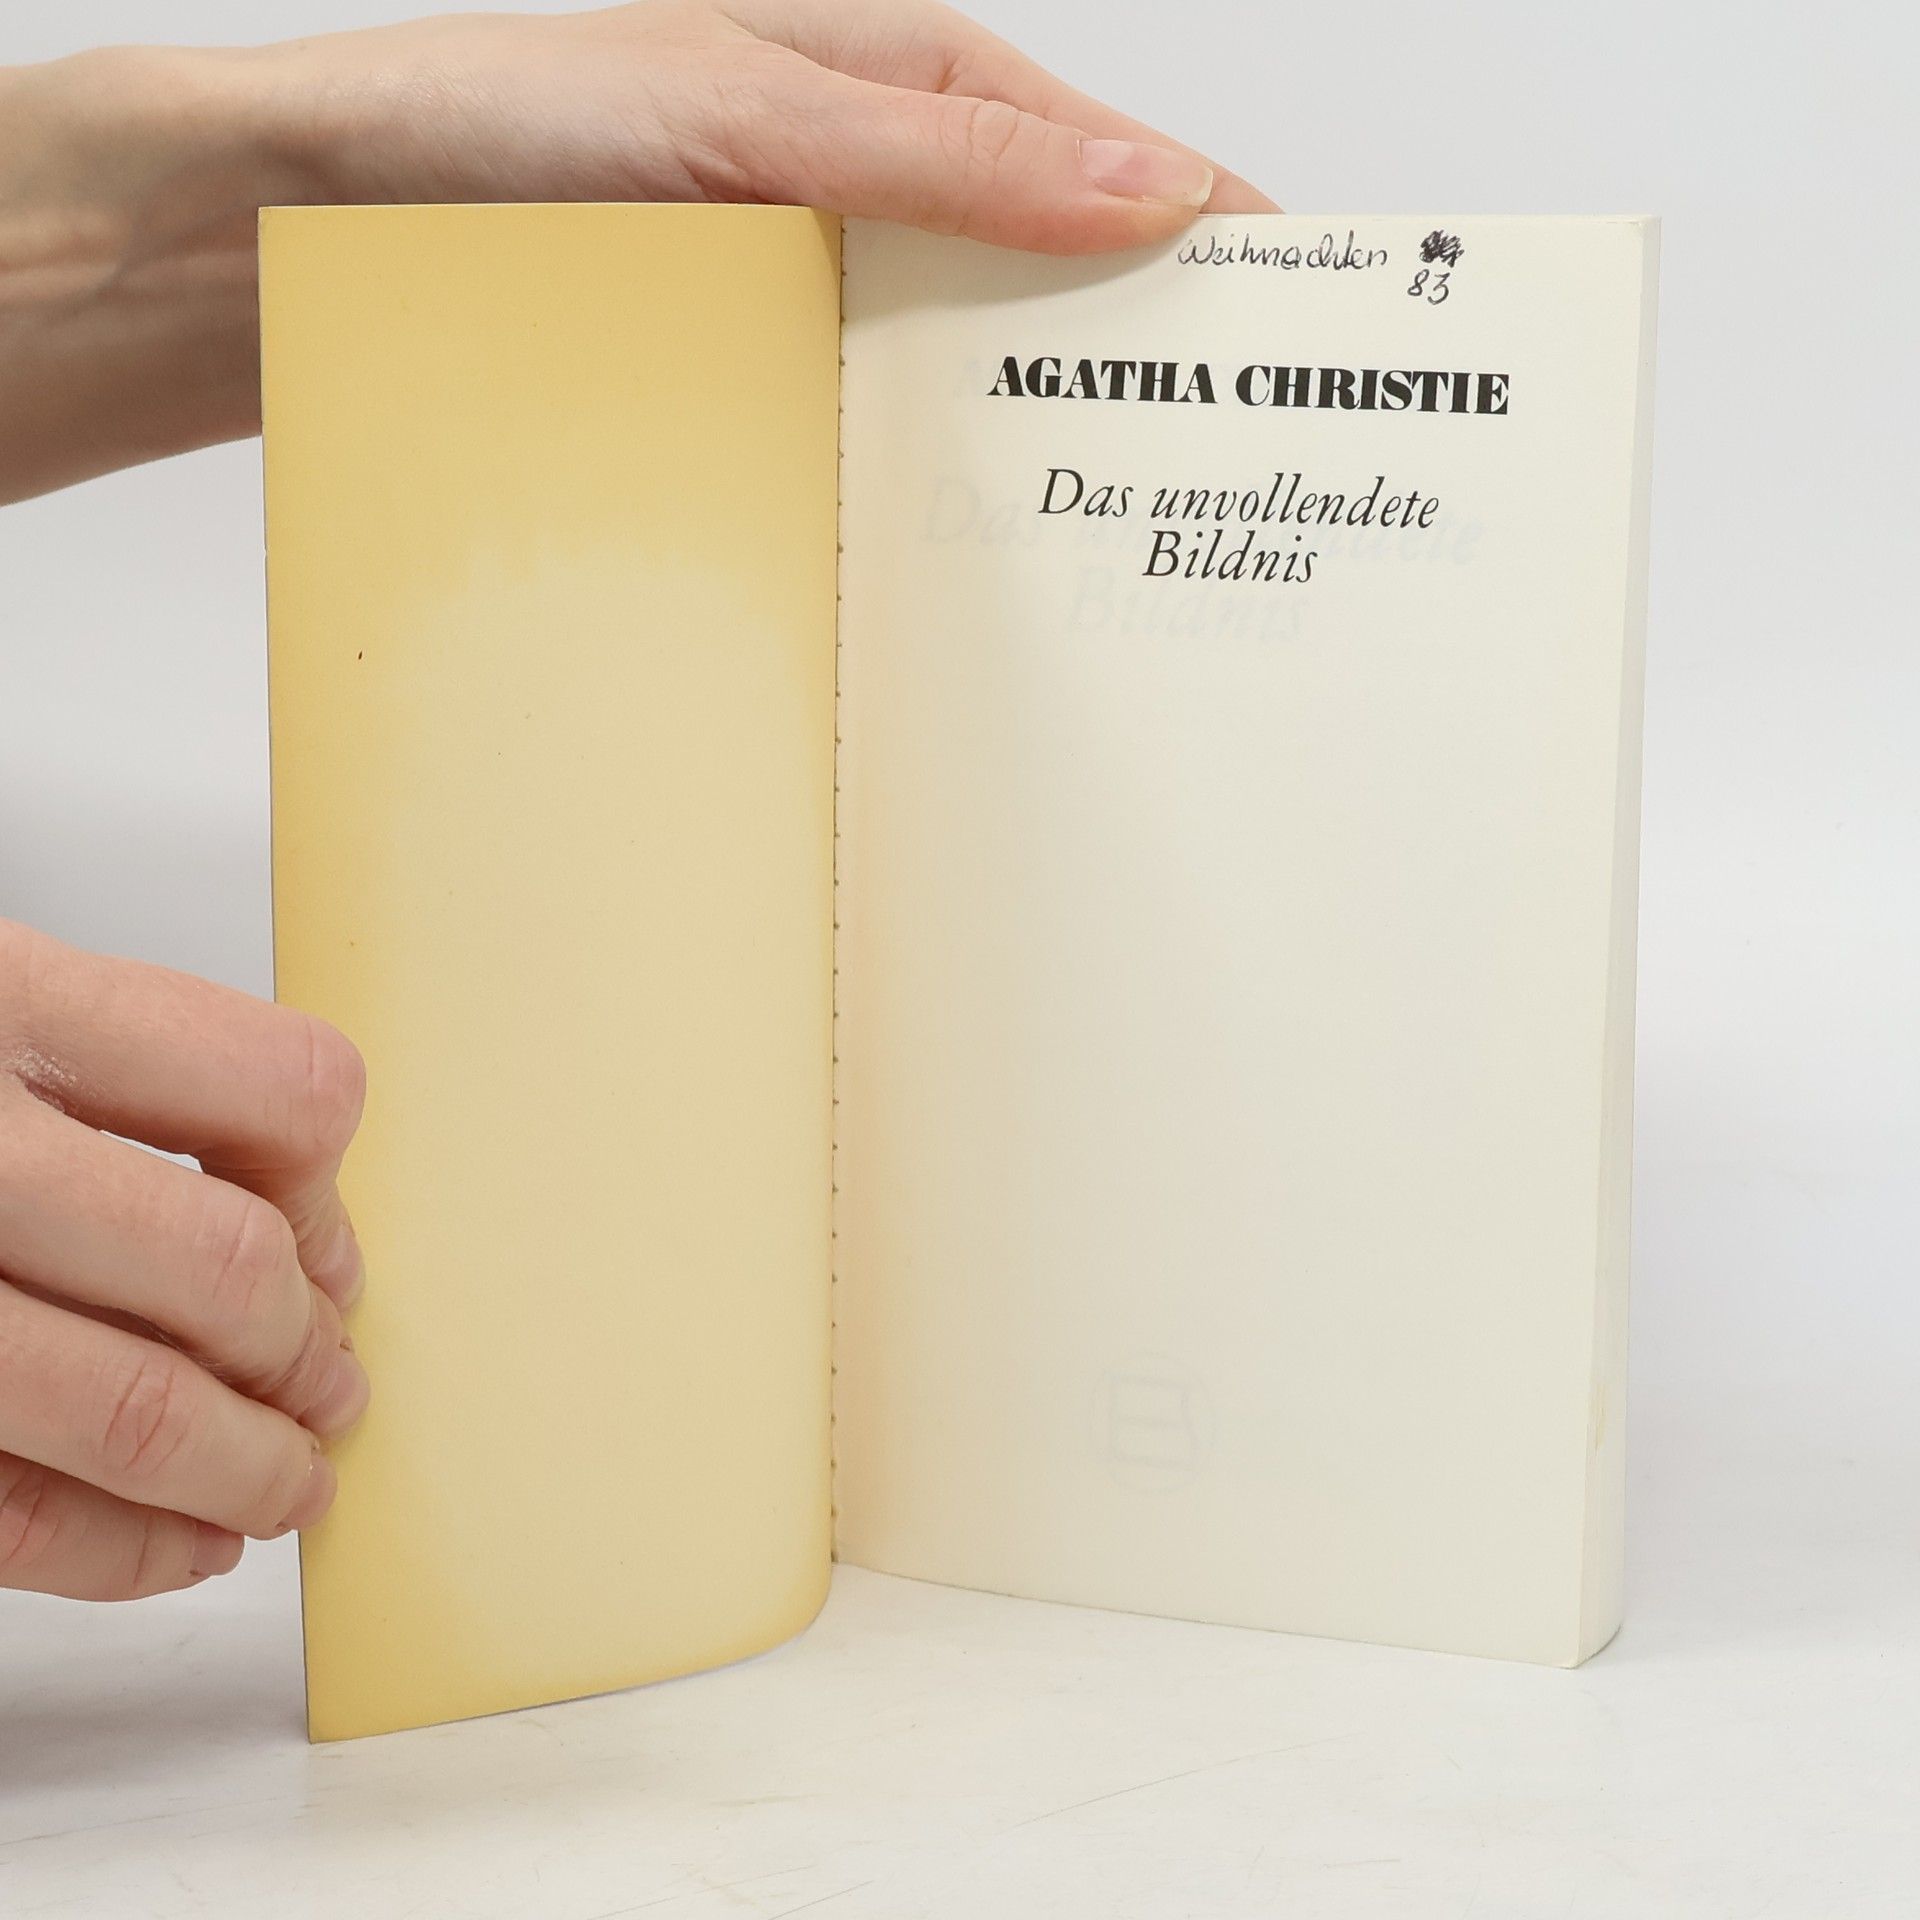 Weihnachten
83
AGATHA CHRISTIE
Das unvollendete
Bildnis